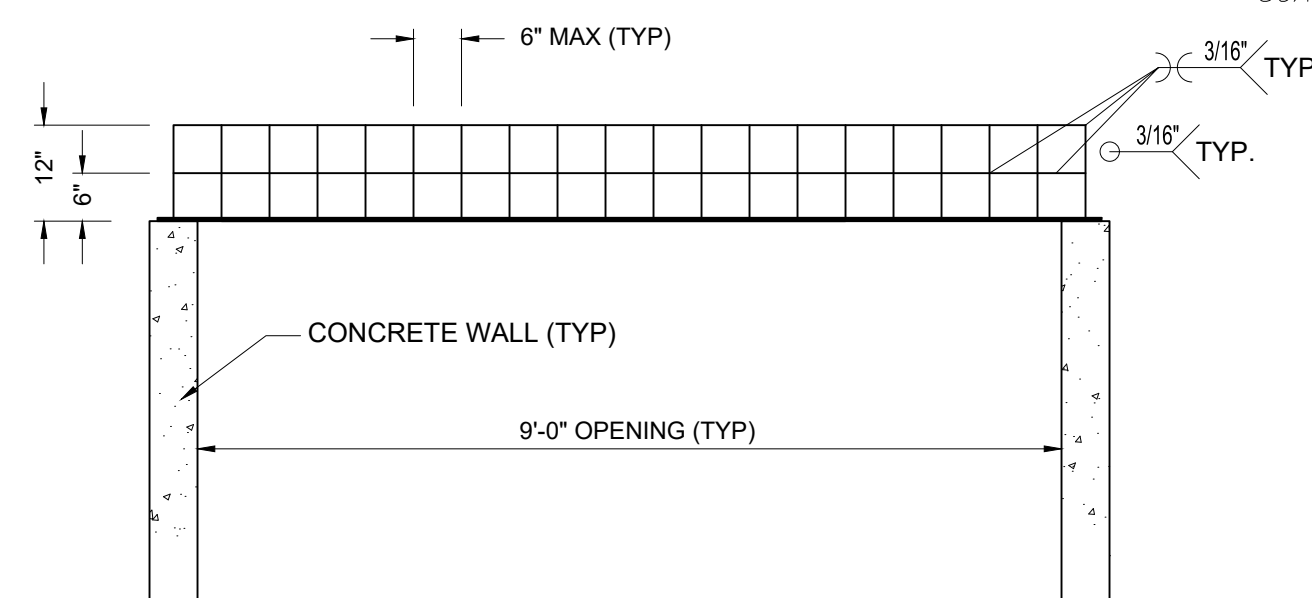 6" MAX (TYP)
3/16"
TYP
3/16"
TYP.
12"
6"
CONCRETE WALL (TYP)
9'-0" OPENING (TYP)